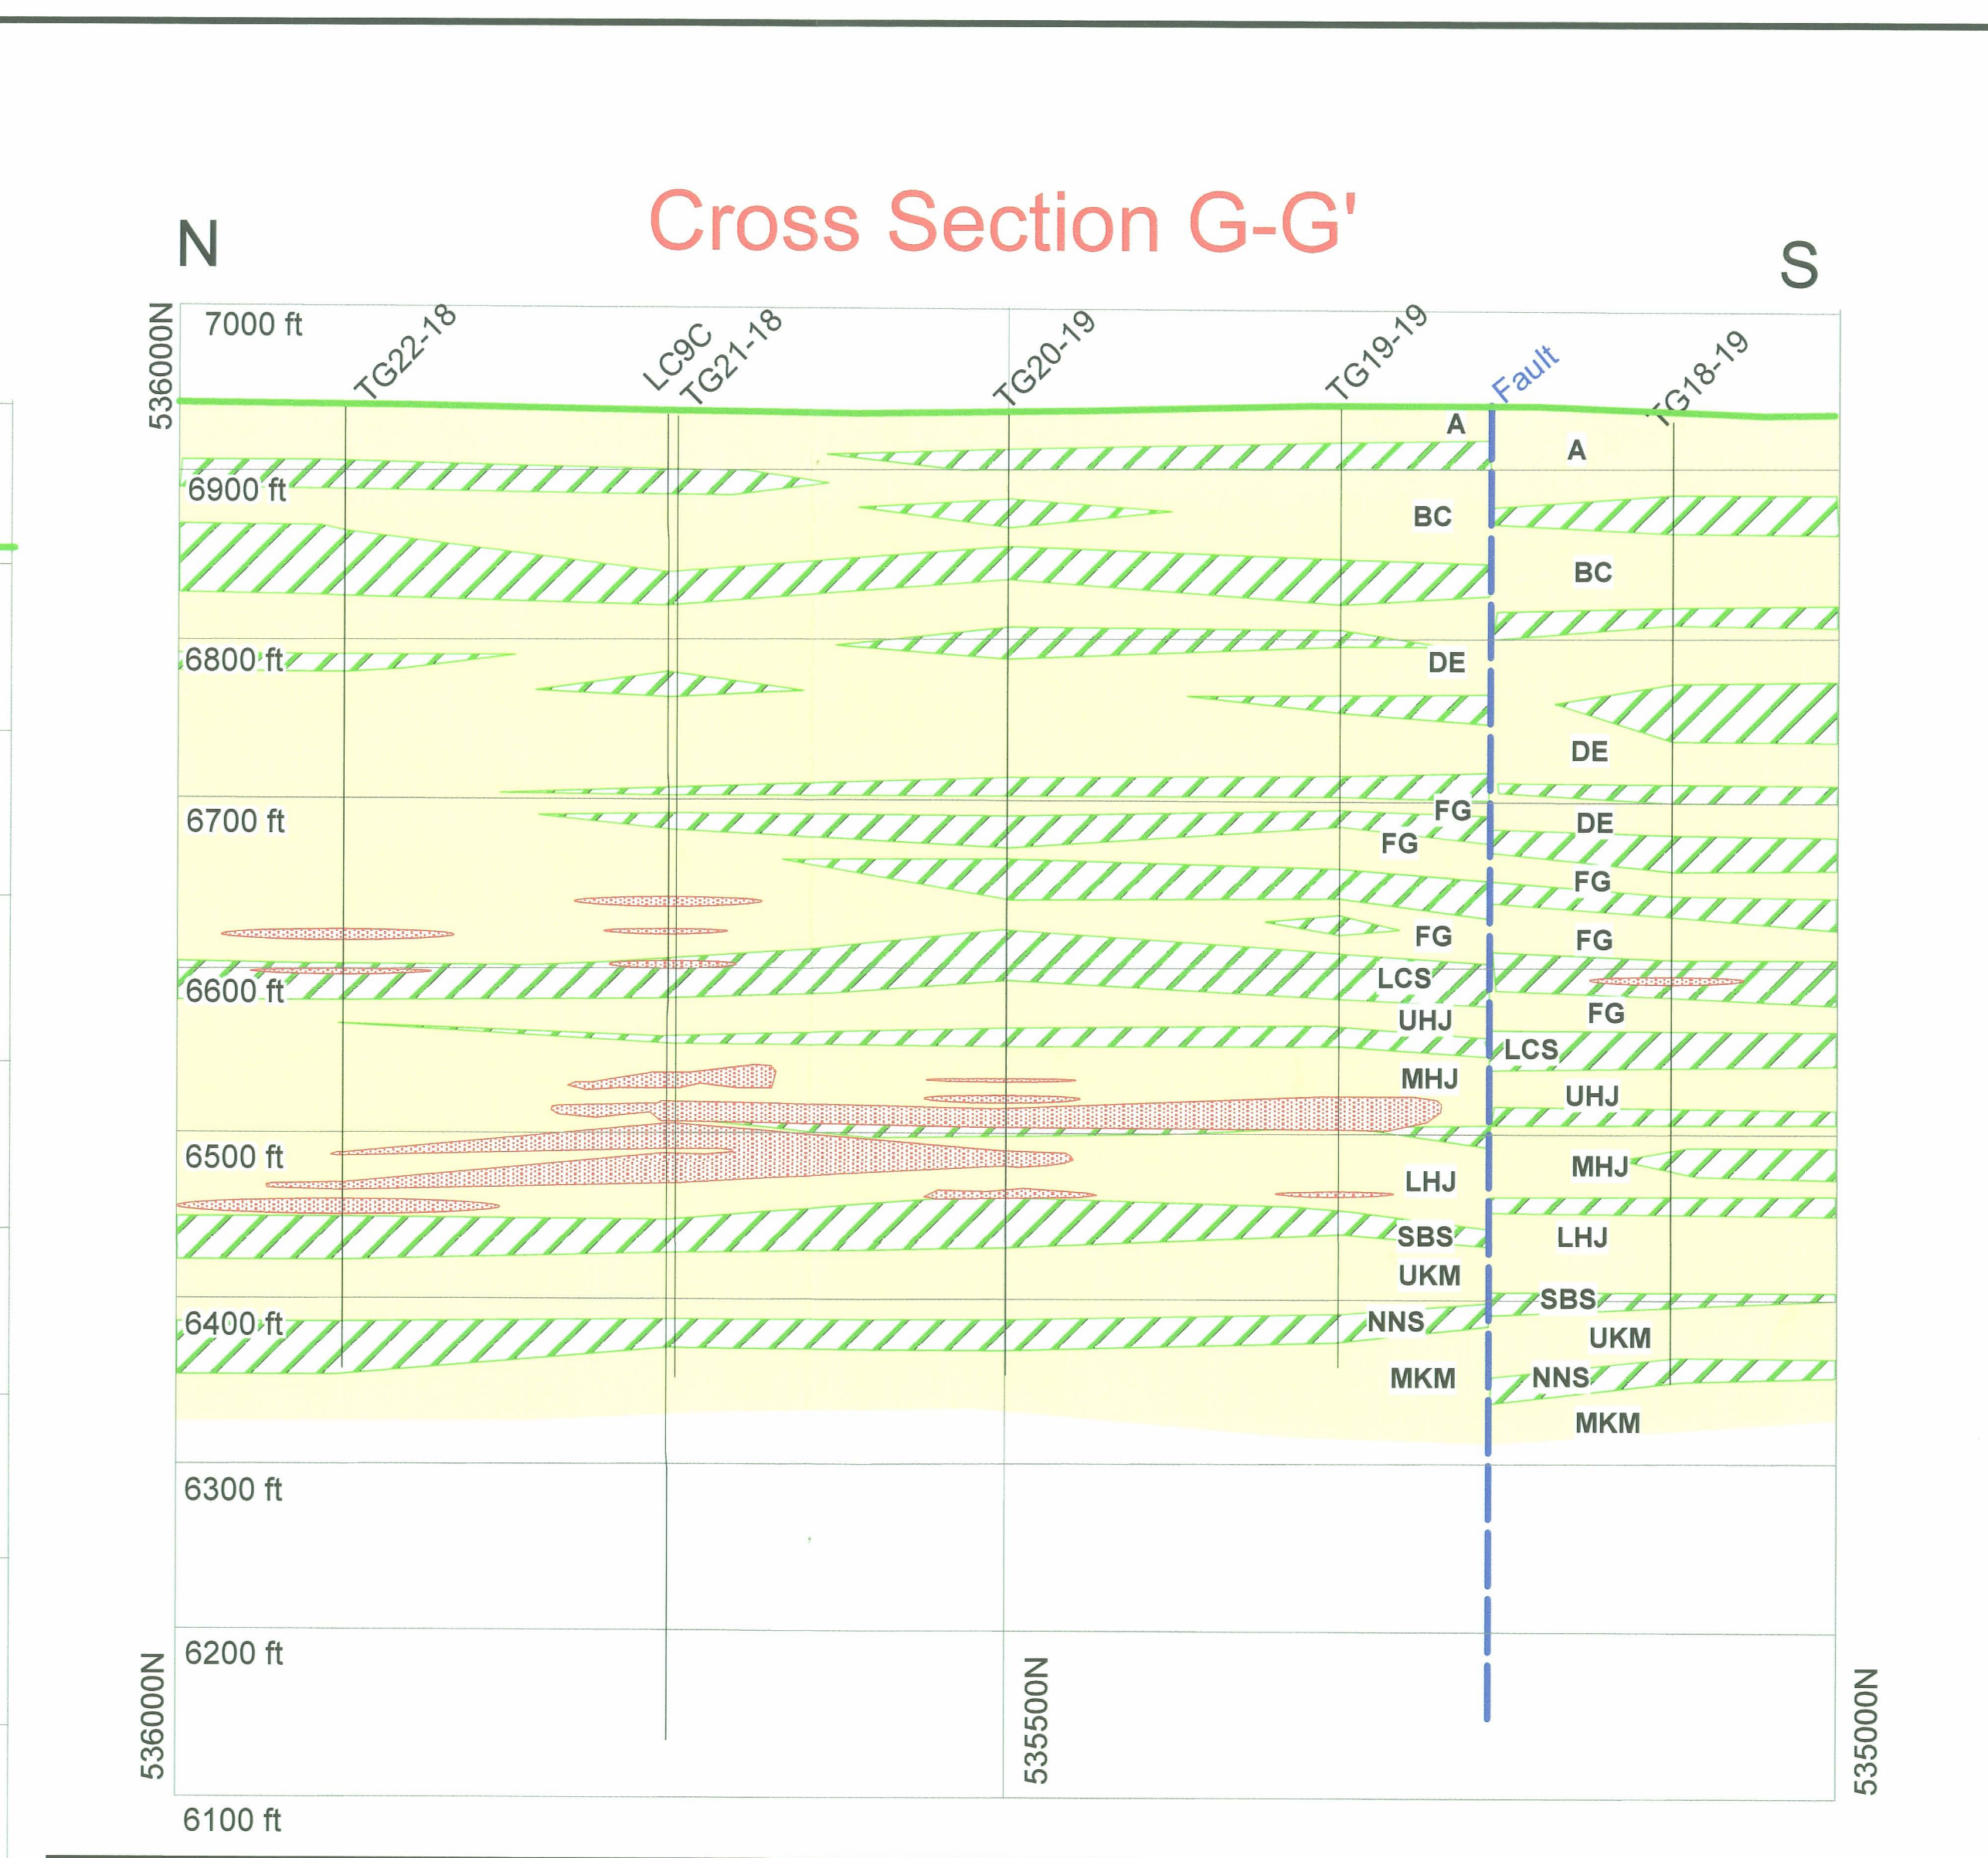 Cross Section G-G'
N
S
536000N
7000 ft
TG22-18
LC9C
TG21-18
TG20-19
TG19-19
Fault
TG18-19
A
A
6900 ft
BC
BC
6800 ft
DE
DE
6700 ft
FG
DE
FG
FG
FG
FG
LCS
6600 ft
FG
UHJ
LCS
MHJ
UHJ
6500 ft
MHJ
LHJ
SBS
LHJ
UKM
SBS
6400 ft
NNS
UKM
MKM
NNS
MKM
6300 ft
6200 ft
536000N
535500N
535000N
6100 ft